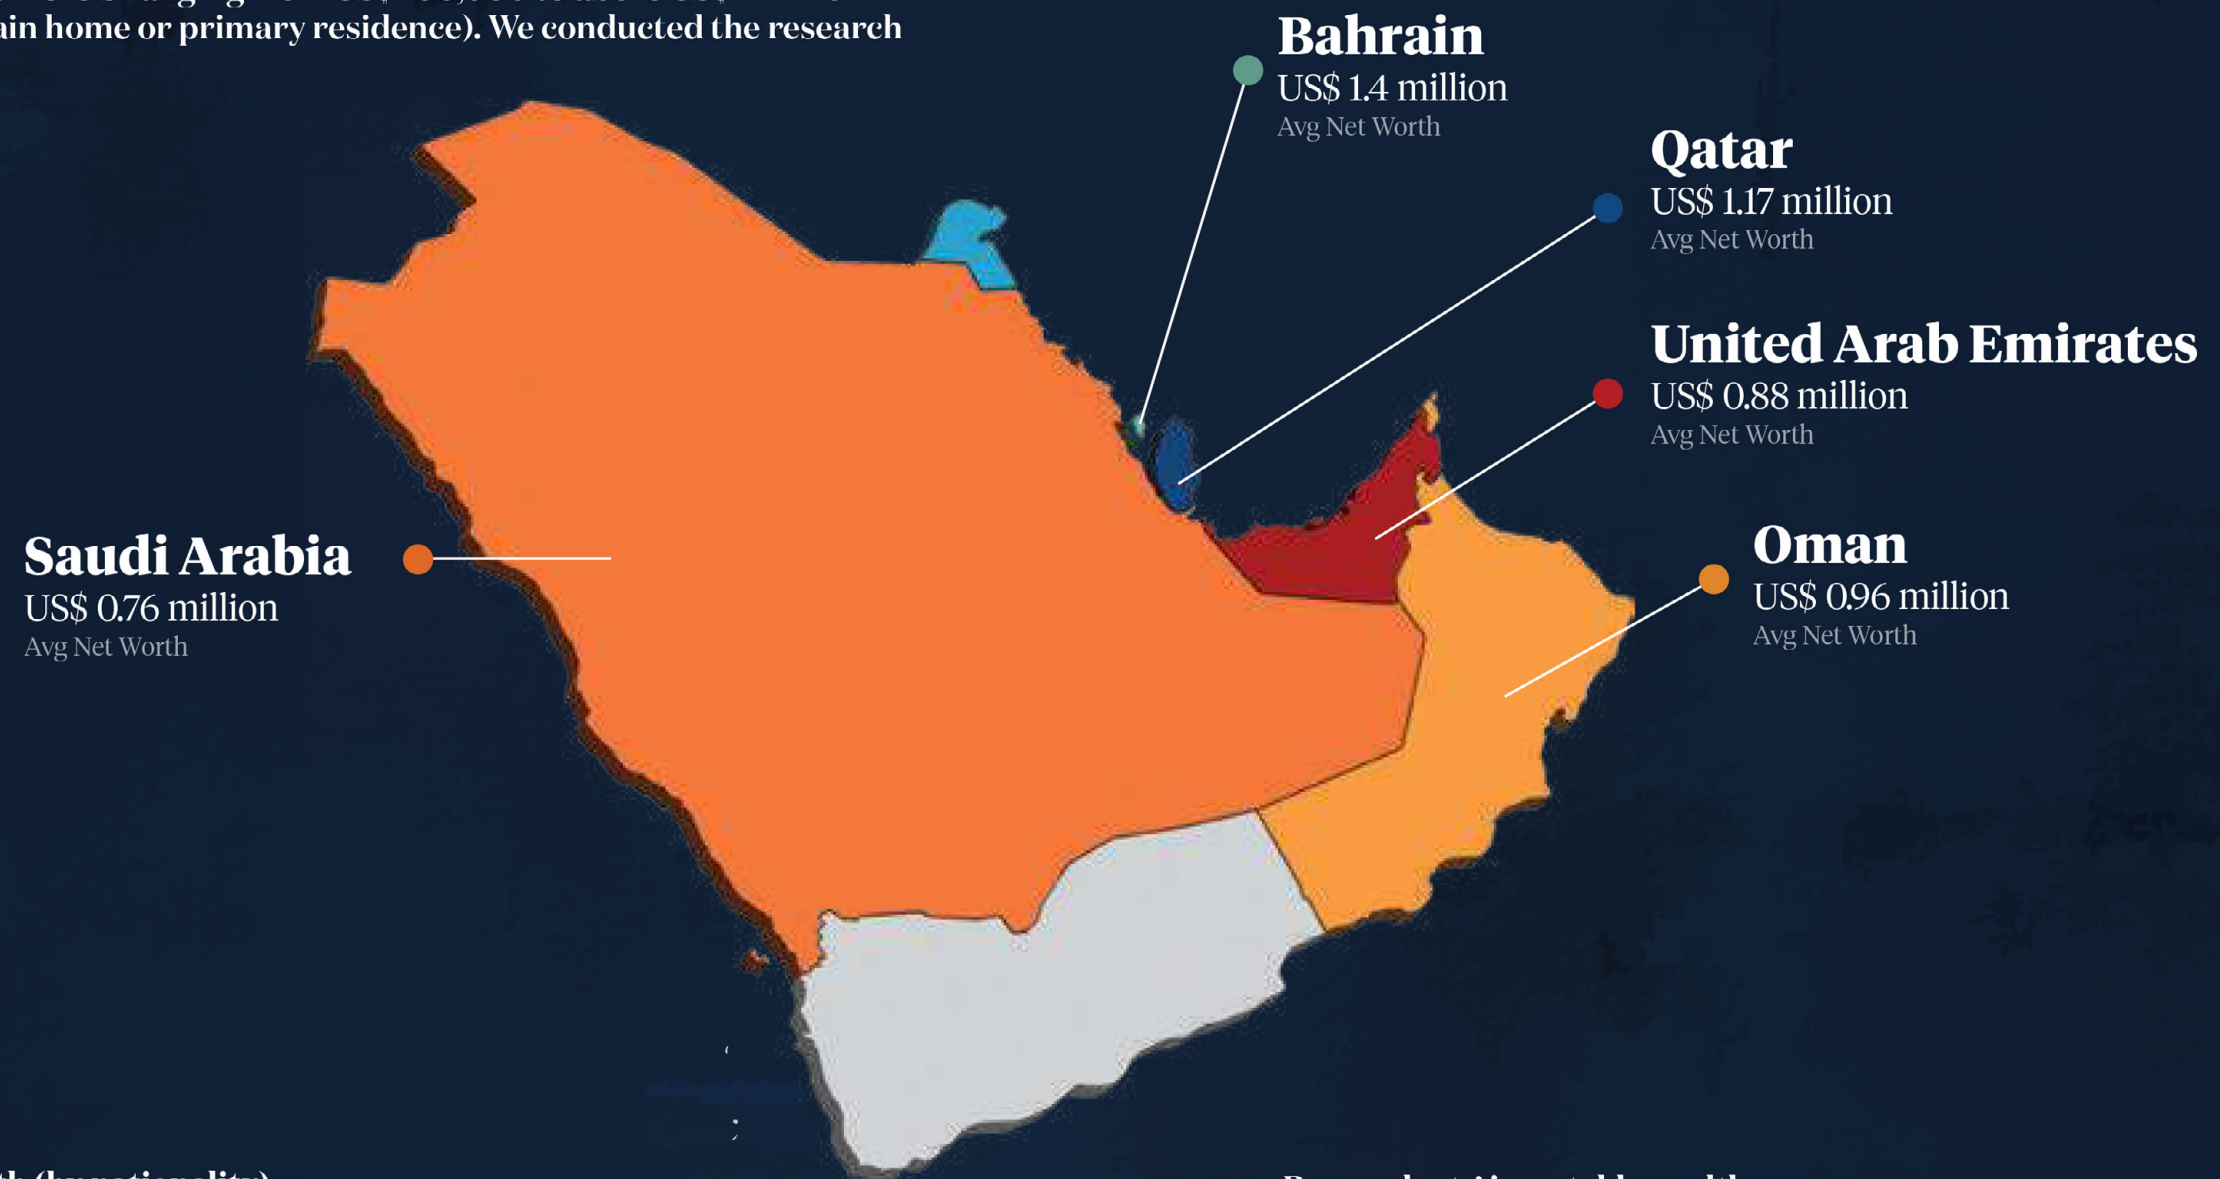 ain home or primary residence). We conducted the research
Bahrain
US$ 1.4 million
Avg Net Worth
Qatar
US$ 1.17 million
Avg Net Worth
United Arab Emirates
US$ 0.88 million
Avg Net Worth
Saudi Arabia
US$ 0.76 million
Avg Net Worth
Oman
US$ 0.96 million
Avg Net Worth
(by nationality)